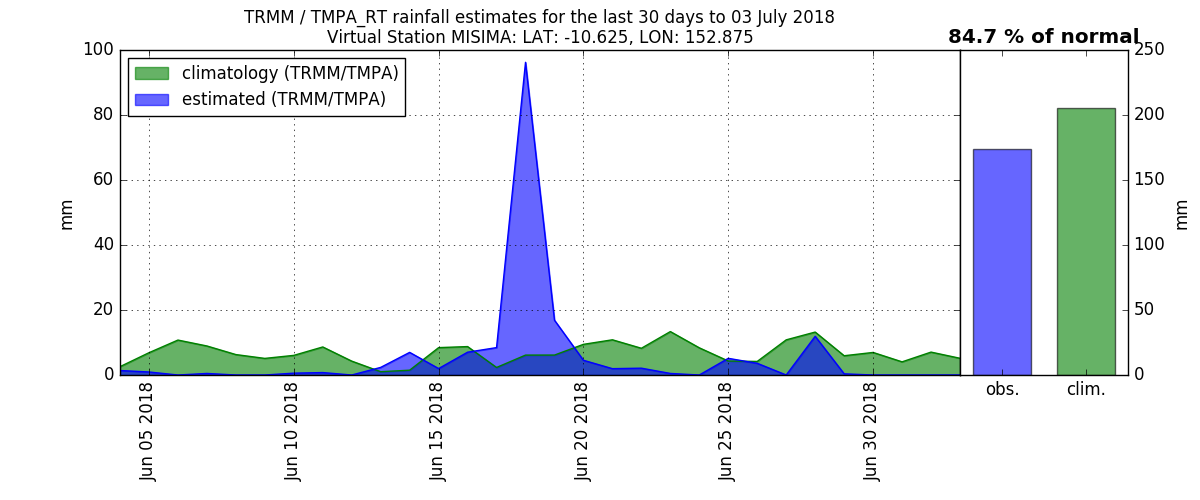 TRMM / TMPA_RT rainfall estimates for the last 30 days to 03 July 2018
Virtual Station MISIMA: LAT: -10.625, LON: 152.875
84.7 % of normal
climatology (TRMM/TMPA)
estimated (TRMM/TMPA)
100
80
60
40
20
0
mm
Jun 05 2018
Jun 10 2018
Jun 15 2018
Jun 20 2018
Jun 25 2018
Jun 30 2018
250
200
150
100
50
0
mm
obs.
clim.